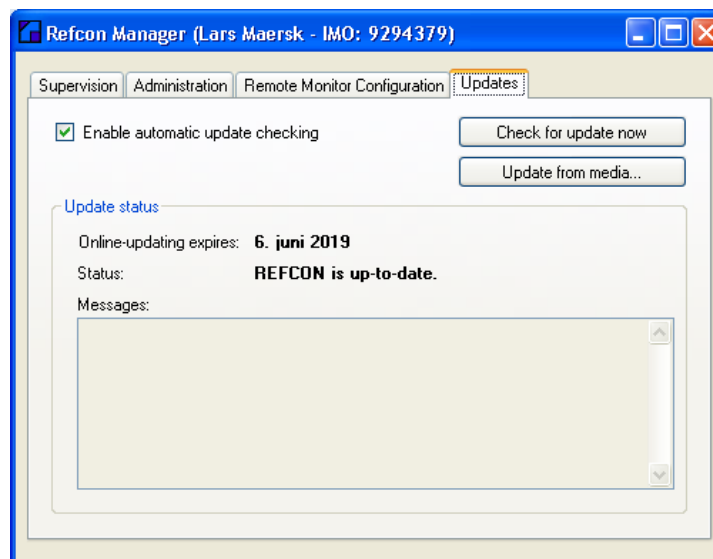 Refcon Manager (Lars Maersk - IMO: 9294379)
Supervision Administration Remote Monitor Configuration Updates
Enable automatic update checking Check for update now
Update from media...
Update status
Online-updating expires: 6. juni 2019
Status: REFCON is up-to-date.
Messages: